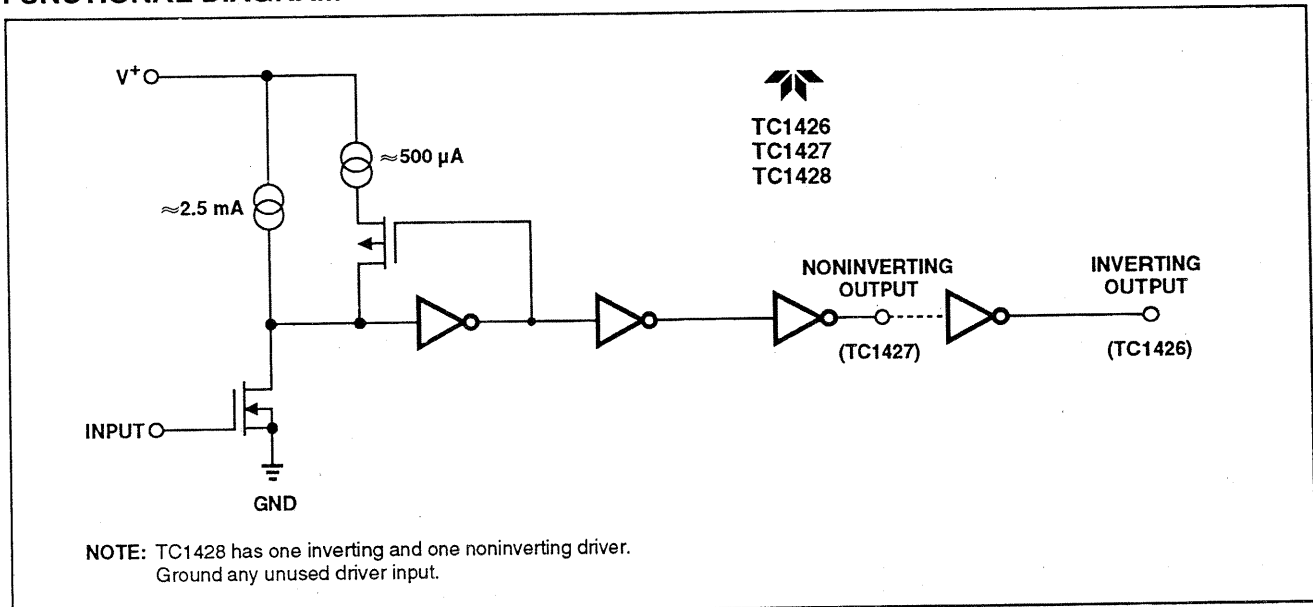 FUNCTIONAL DIAGRAM
V+
≈500 µA
≈2.5 mA
TC1426
TC1427
TC1428
NONINVERTING
OUTPUT
(TC1427)
INVERTING
OUTPUT
(TC1426)
INPUT
GND
NOTE: TC1428 has one inverting and one noninverting driver.
Ground any unused driver input.